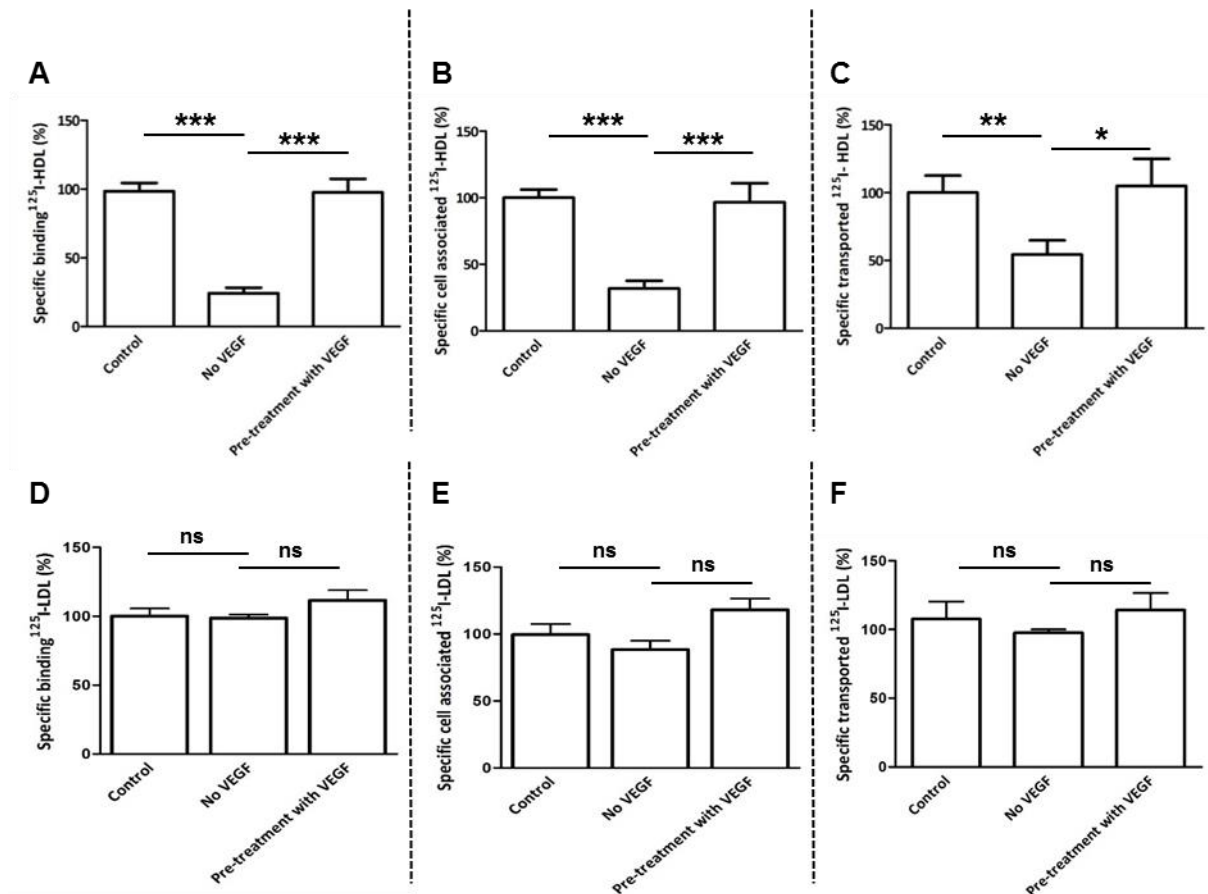 A
Specific binding¹²⁵I-HDL (%)
150
100
50
0
***
***
Control
No VEGF
Pre-treatment with VEGF
B
Specific cell associated ¹²⁵I-HDL (%)
150
100
50
0
***
***
Control
No VEGF
Pre-treatment with VEGF
C
Specific transported ¹²⁵I- HDL (%)
150
100
50
0
**
*
Control
No VEGF
Pre-treatment with VEGF
D
Specific binding¹²⁵I-LDL (%)
150
100
50
0
ns
ns
Control
No VEGF
Pre-treatment with VEGF
E
Specific cell associated ¹²⁵I-LDL (%)
150
100
50
0
ns
ns
Control
No VEGF
Pre-treatment with VEGF
F
Specific transported ¹²⁵I-LDL (%)
150
100
50
0
ns
ns
Control
No VEGF
Pre-treatment with VEGF